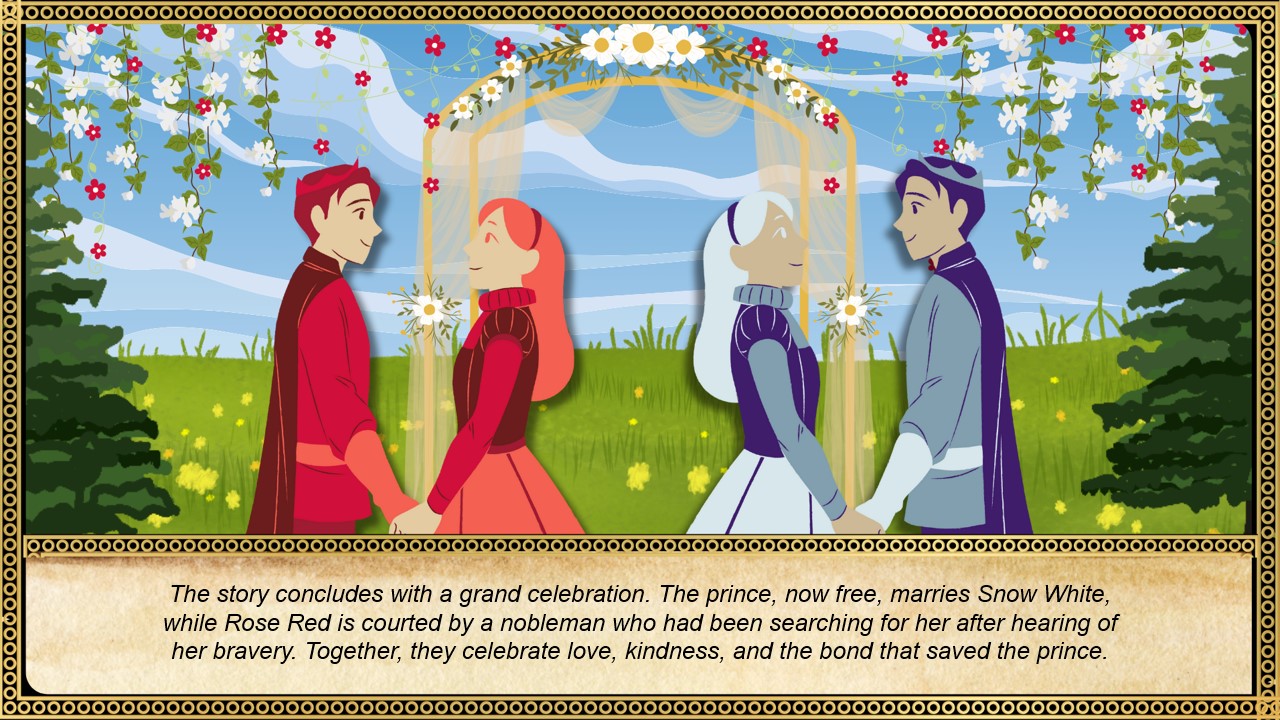 The story concludes with a grand celebration. The prince, now free, marries Snow White,
while Rose Red is courted by a nobleman who had been searching for her after hearing of
her bravery. Together, they celebrate love, kindness, and the bond that saved the prince.